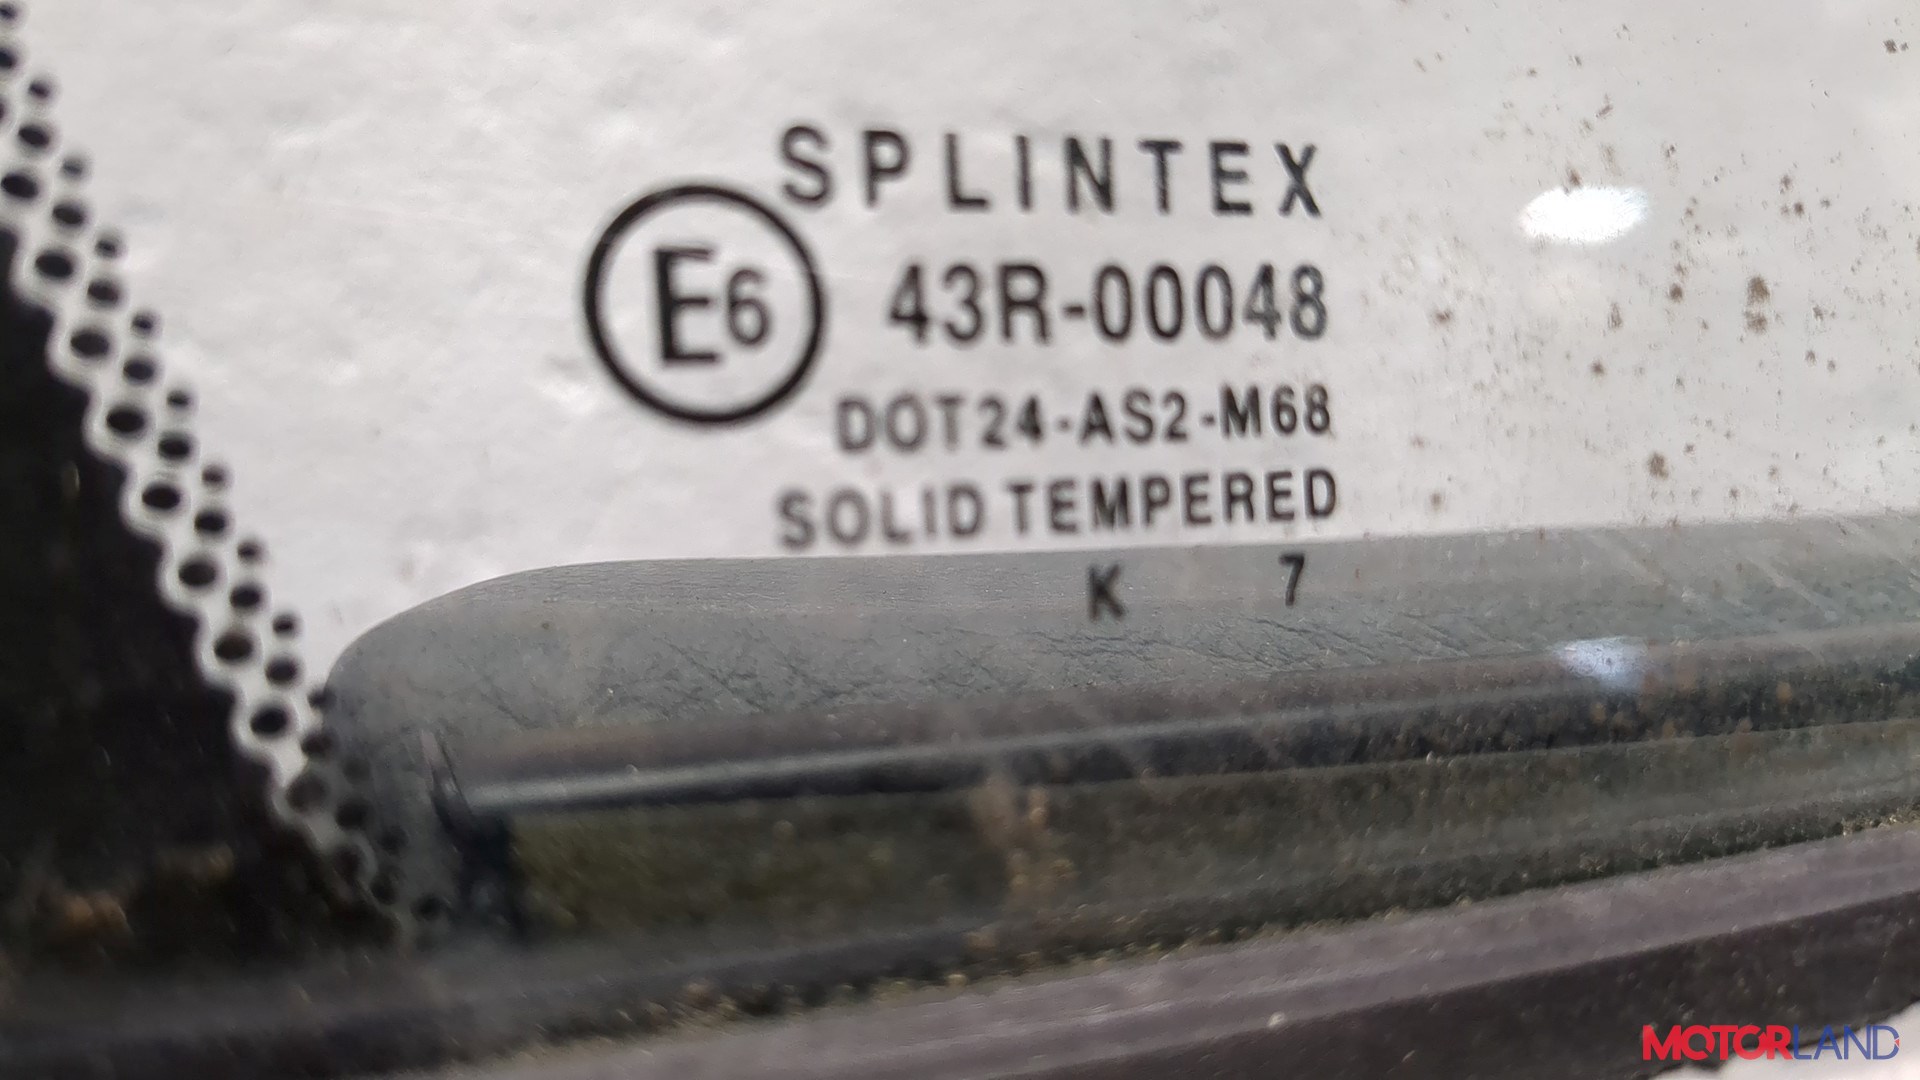 SPLINTEX
E6
43R-00048
DOT24-AS2-M68
SOLID TEMPERED
K 7
MOTORLAND